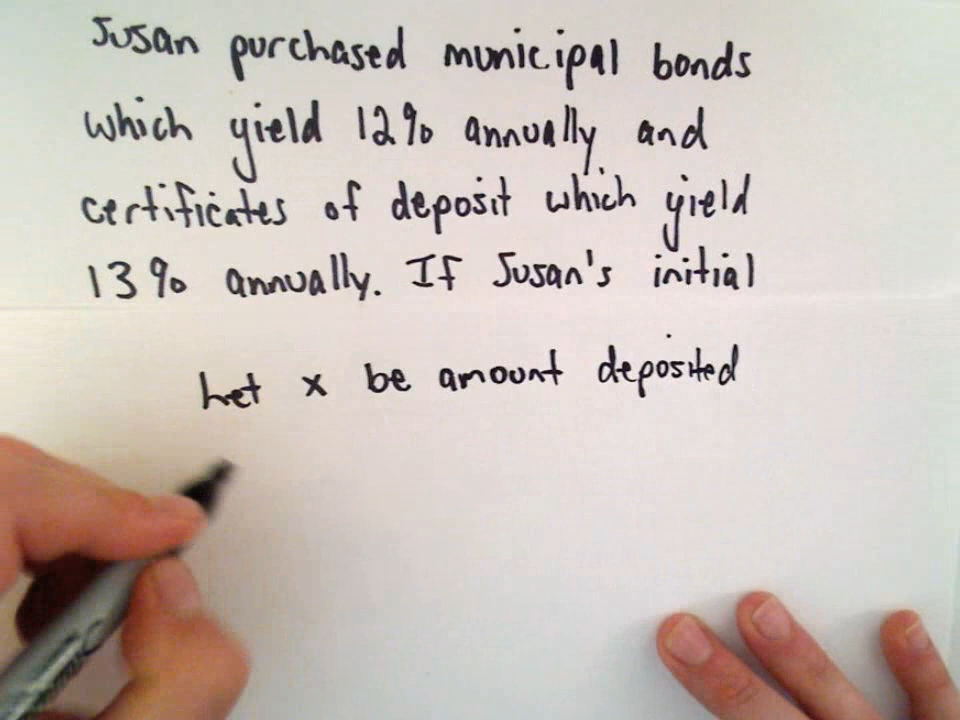 Susan purchased municipal bonds
which yield 12% annually and
certificates of deposit which yield
13% annually. If Susan's initial
Let x be amount deposited